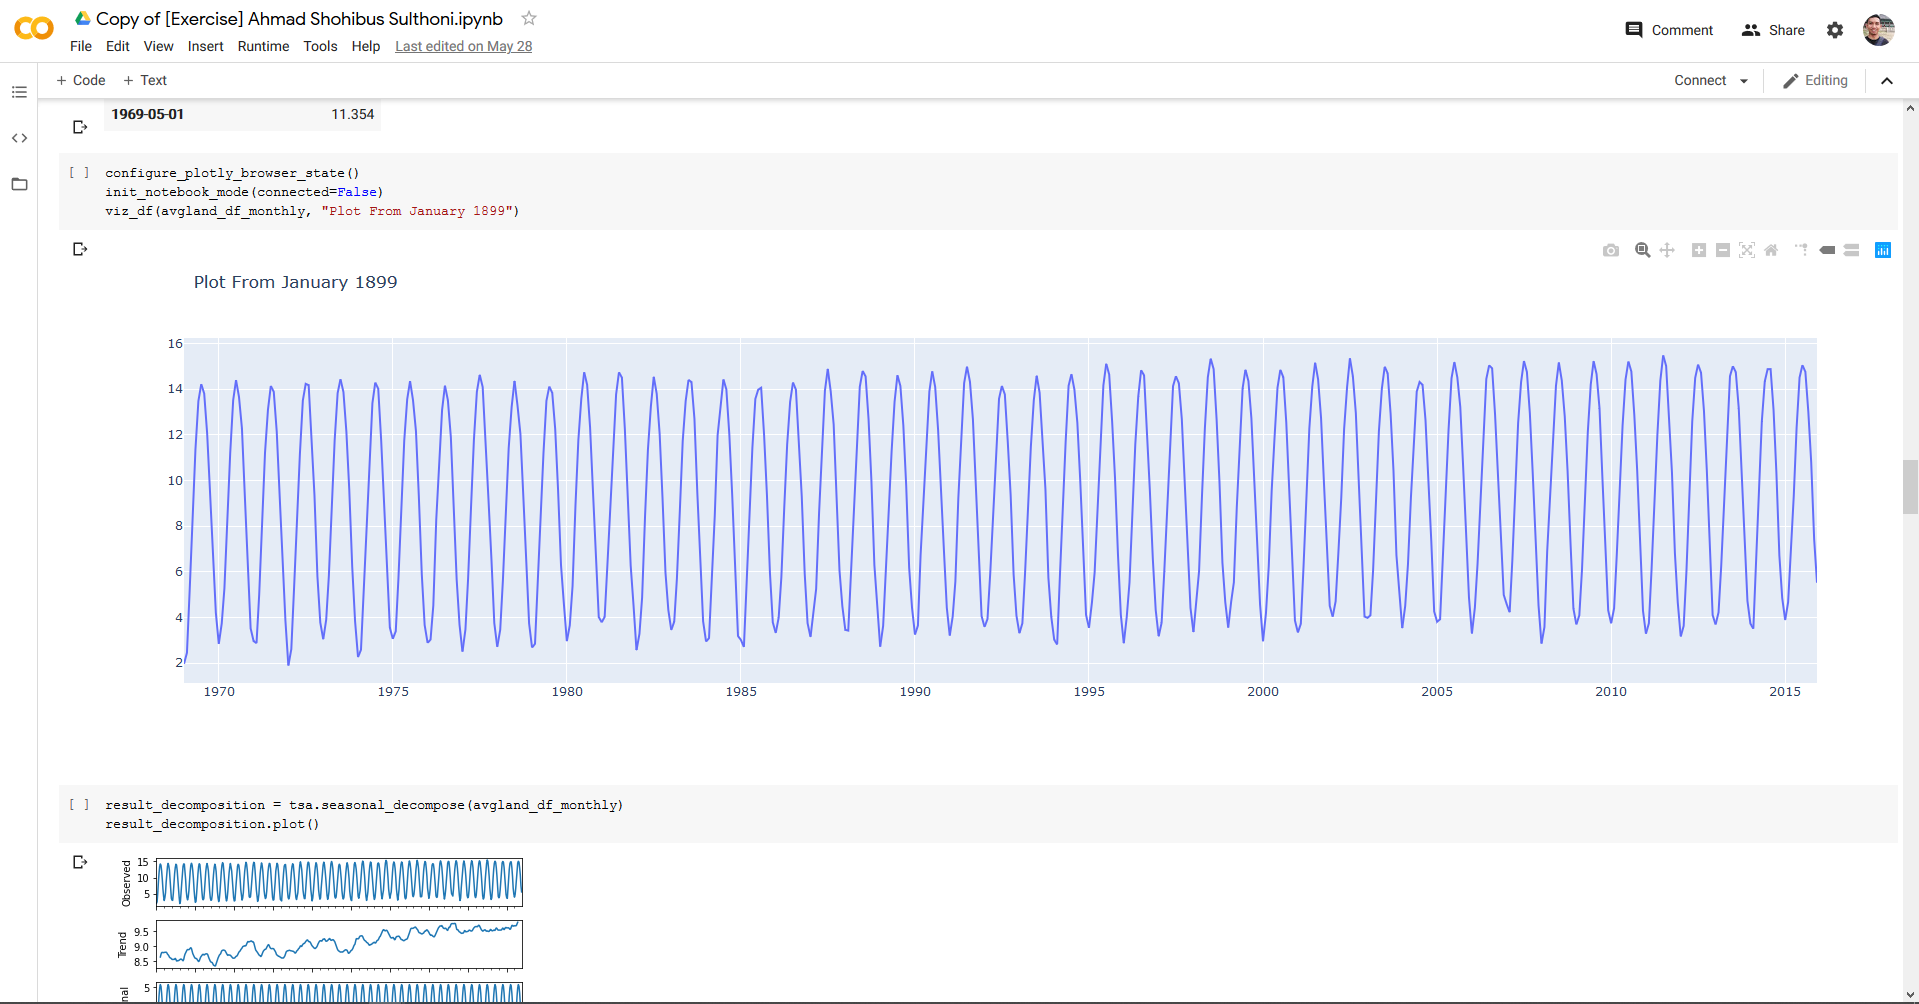 Copy of [Exercise] Ahmad Shohibus Sulthoni.ipynb
File Edit View Insert Runtime Tools Help Last edited on May 28
Comment Share
+ Code + Text
Connect Editing
1969-05-01 11.354
[ ] configure_plotly_browser_state()
init_notebook_mode(connected=False)
viz_df(avgland_df_monthly, "Plot From January 1899")
Plot From January 1899
16
14
12
10
8
6
4
2
1970 1975 1980 1985 1990 1995 2000 2005 2010 2015
[ ] result_decomposition = tsa.seasonal_decompose(avgland_df_monthly)
result_decomposition.plot()
Observed
15
10
5
Trend
9.5
9.0
8.5
nal
5